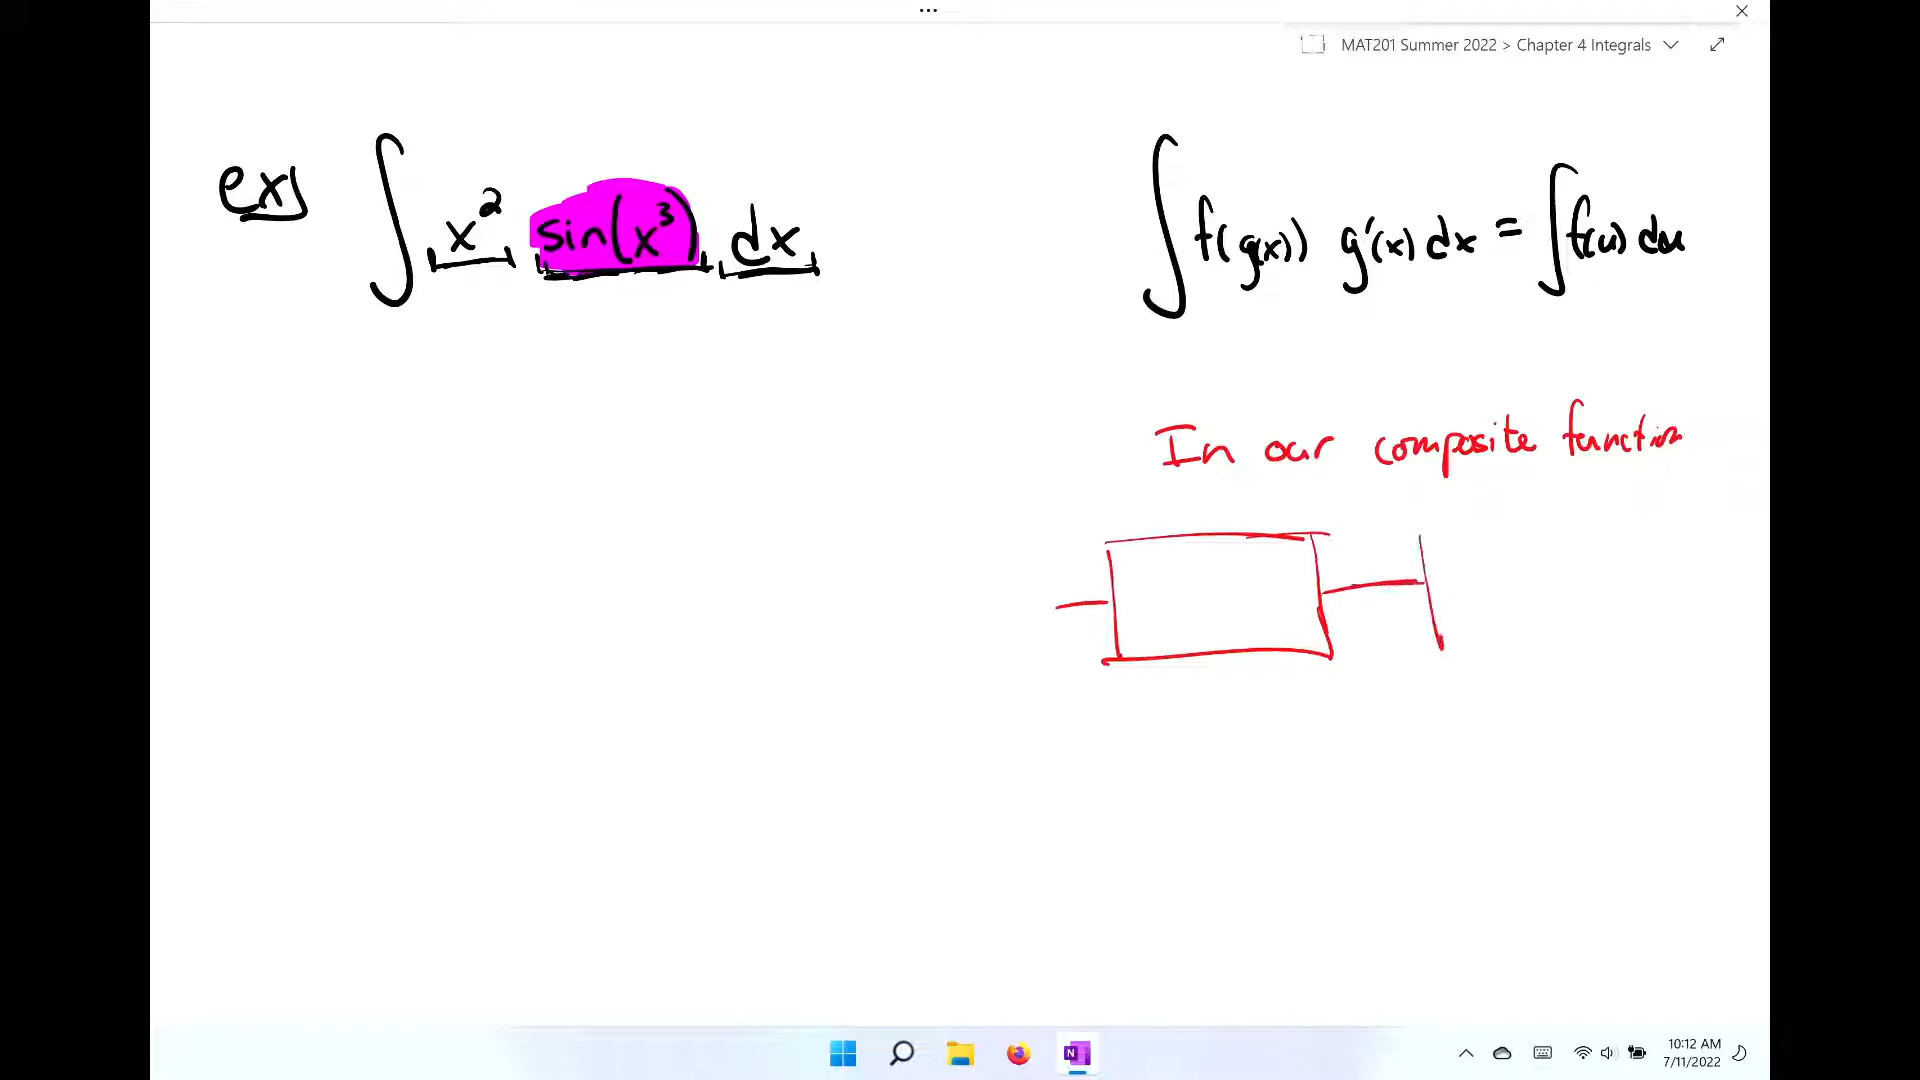 MAT201 Summer 2022 > Chapter 4 Integrals
ex) ∫ x² sin(x³) dx
∫ f(g(x)) g'(x) dx = ∫ f(u) du
In our composite function
10:12 AM
7/11/2022